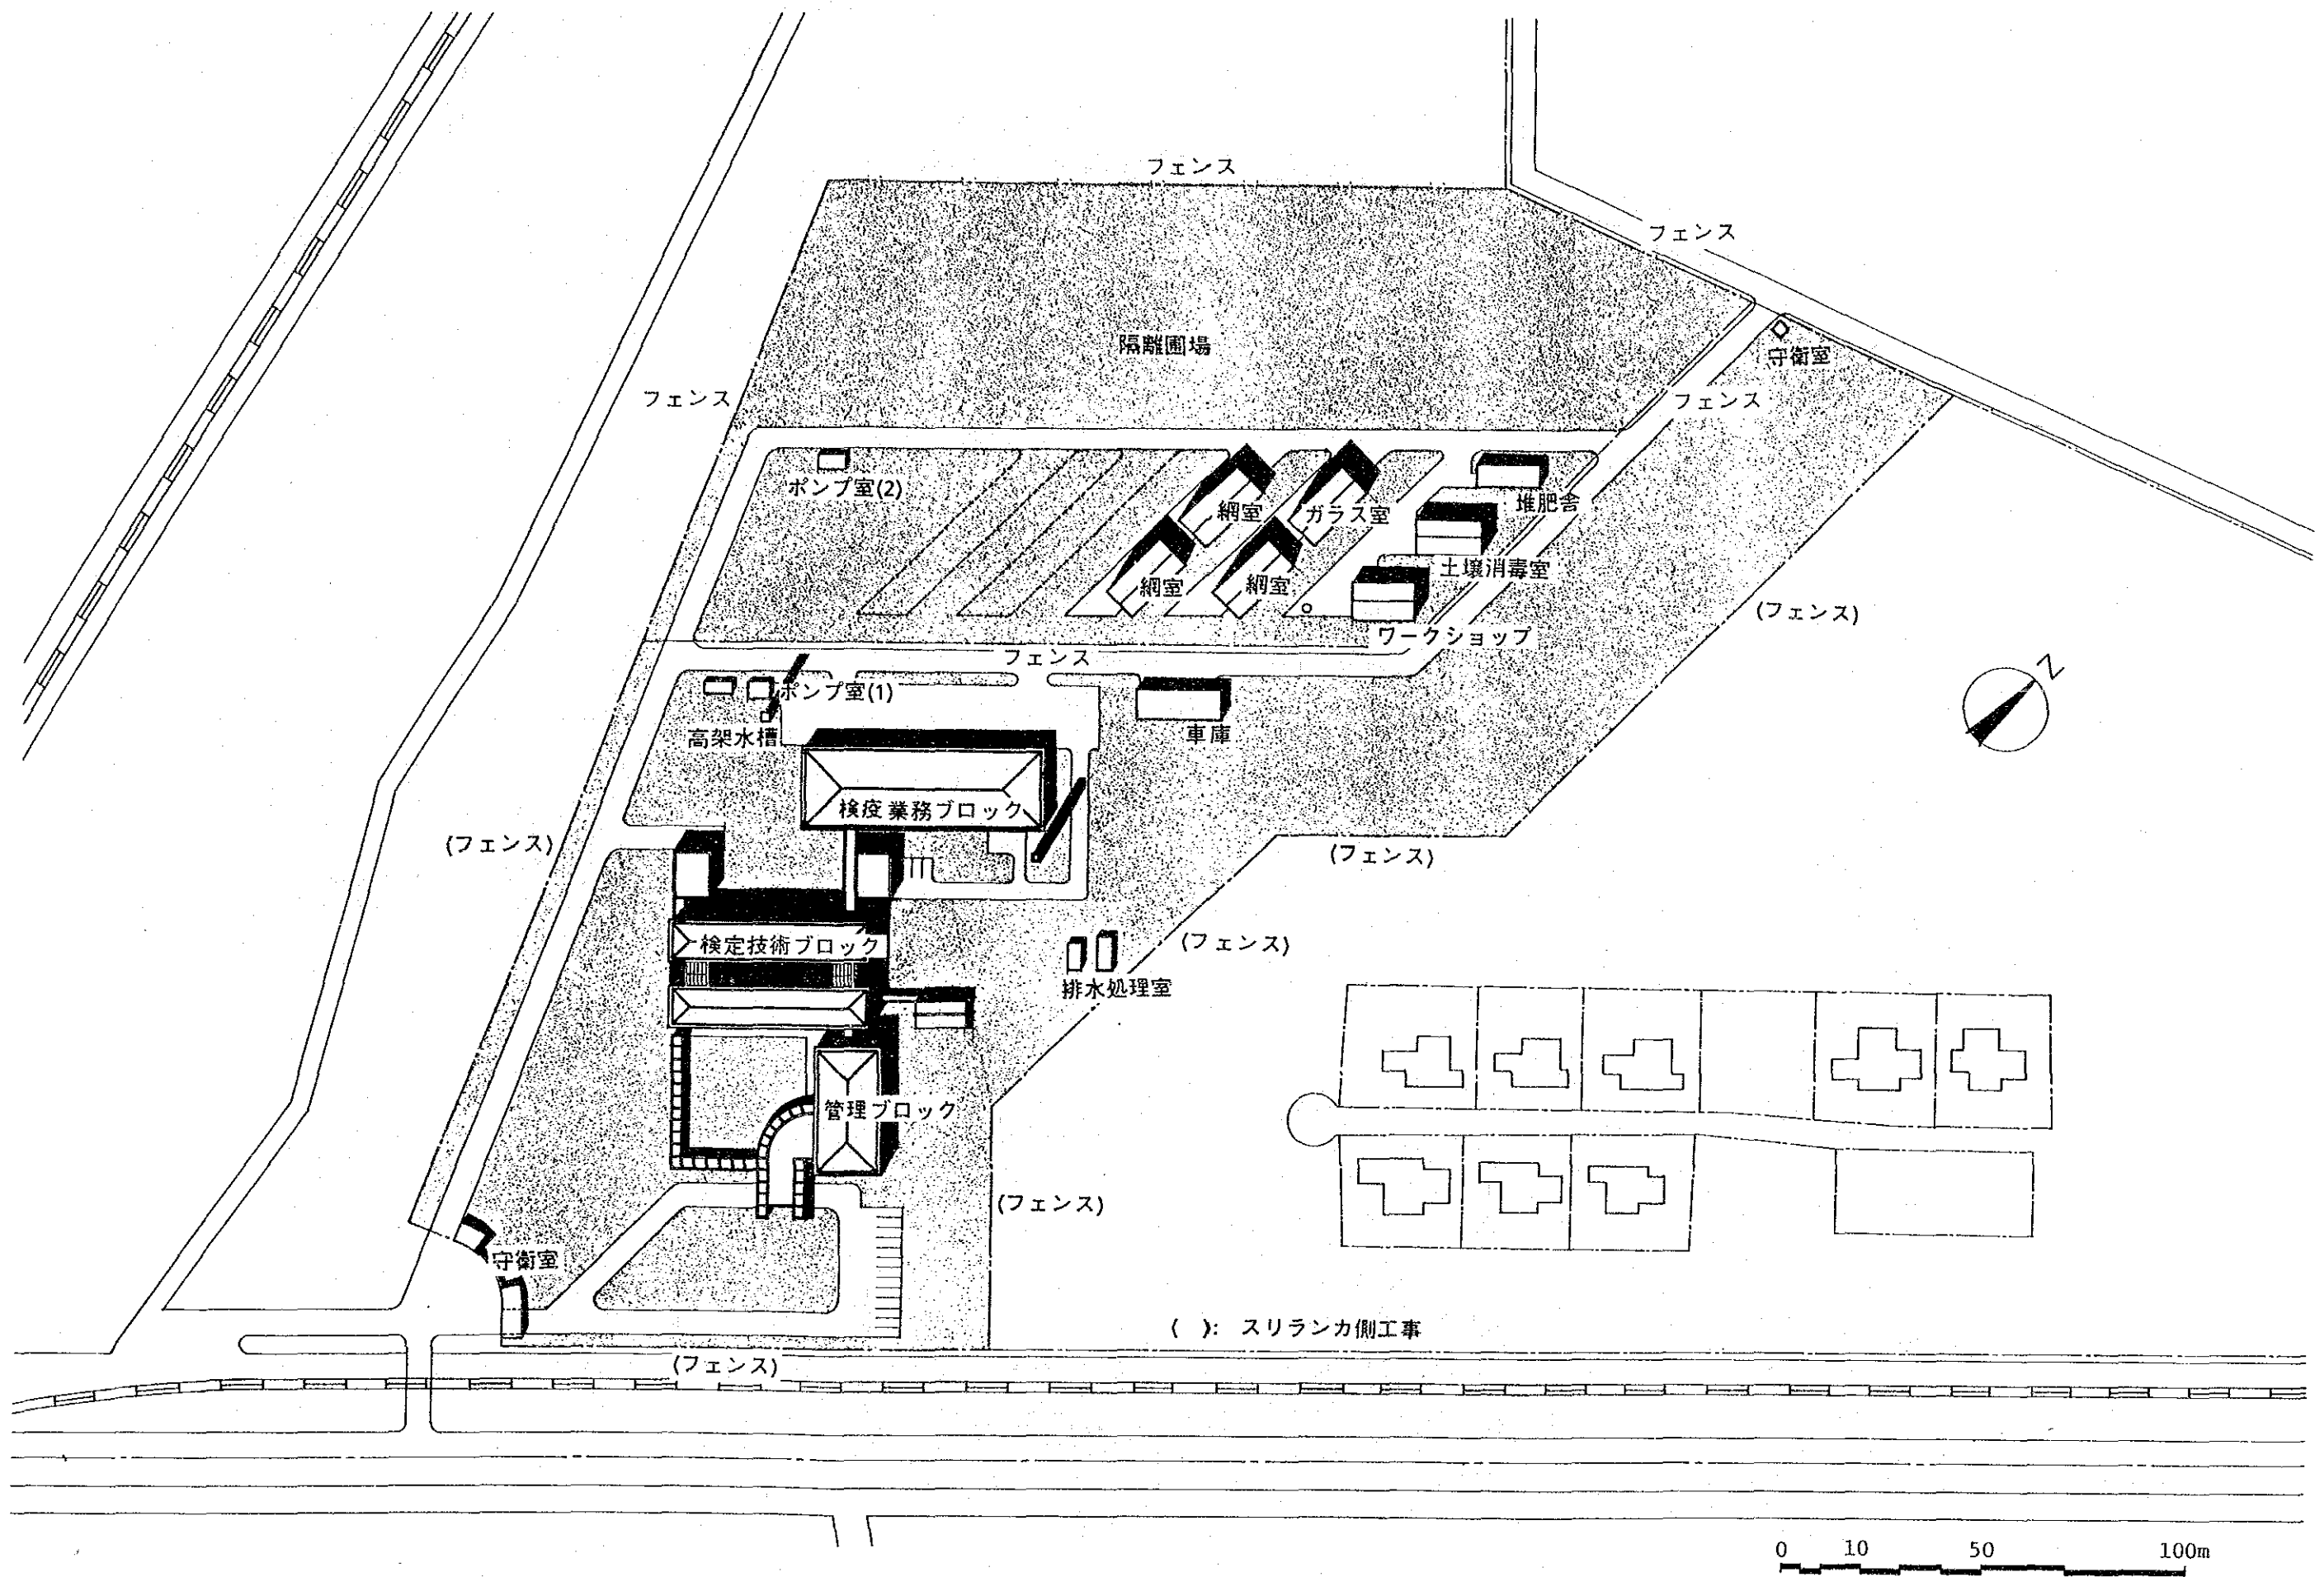 フェンス
フェンス
隔離圃場
守衛室
フェンス
フェンス
ポンプ室(2)
網室
ガラス室
堆肥舎
土壌消毒室
網室
網室
(フェンス)
ワークショップ
フェンス
Z
ポンプ室(1)
高架水槽
車庫
検疫業務ブロック
(フェンス)
(フェンス)
検定技術ブロック
(フェンス)
排水処理室
管理ブロック
(フェンス)
守衛室
( ): スリランカ側工事
(フェンス)
0 10 50 100m